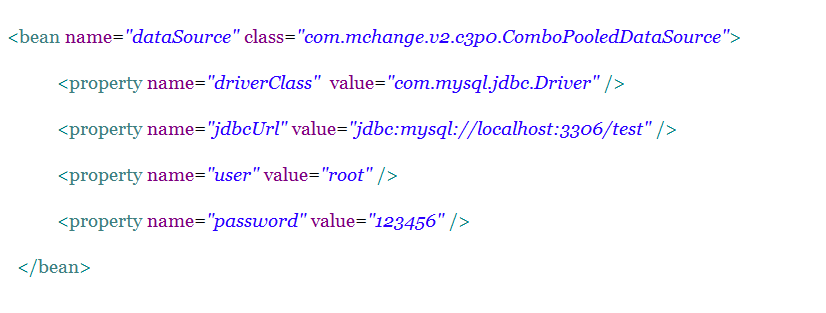 <bean name="dataSource" class="com.mchange.v2.c3p0.ComboPooledDataSource">
<property name="driverClass"  value="com.mysql.jdbc.Driver" />
<property name="jdbcUrl" value="jdbc:mysql://localhost:3306/test" />
<property name="user" value="root" />
<property name="password" value="123456" />
</bean>